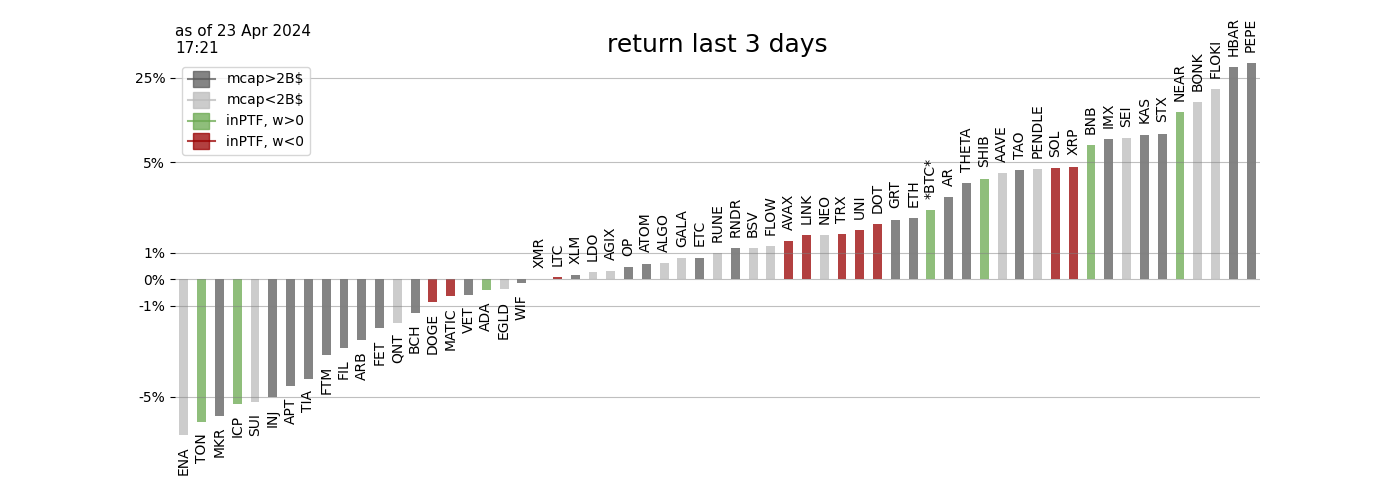 as of 23 Apr 2024
17:21
return last 3 days
mcap>2B$
mcap<2B$
inPTF, w>0
inPTF, w<0
25%
5%
1%
0%
-1%
-5%
ENA
TON
MKR
ICP
SUI
INJ
APT
TIA
FTM
FIL
ARB
FET
QNT
BCH
DOGE
MATIC
VET
ADA
EGLD
WIF
XMR
LTC
XLM
LDO
AGIX
OP
ATOM
ALGO
GALA
ETC
RUNE
RNDR
BSV
FLOW
AVAX
LINK
NEO
TRX
UNI
DOT
GRT
ETH
*BTC*
AR
THETA
SHIB
AAVE
TAO
PENDLE
SOL
XRP
BNB
IMX
SEI
KAS
STX
NEAR
BONK
FLOKI
HBAR
PEPE